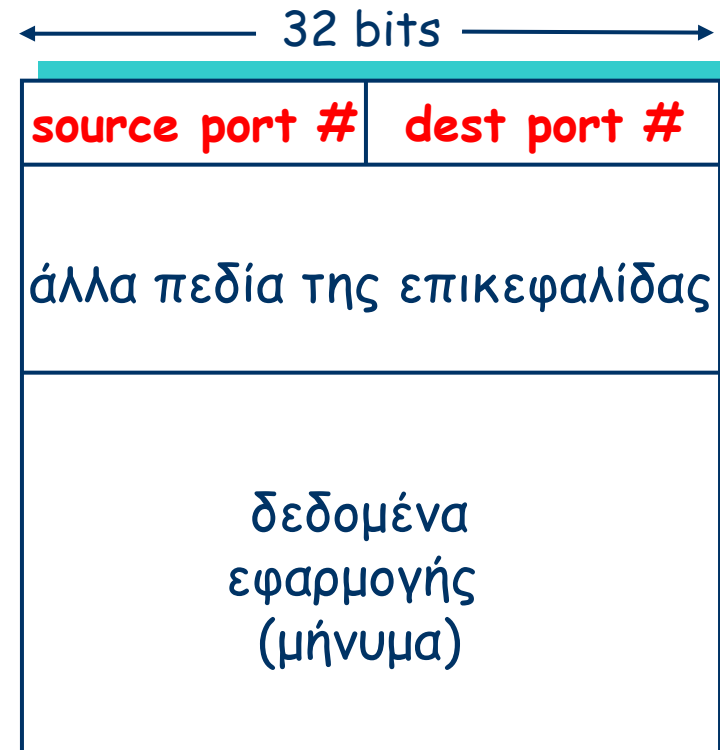 32 bits
source port # dest port #
άλλα πεδία της επικεφαλίδας
δεδομένα
εφαρμογής
(μήνυμα)